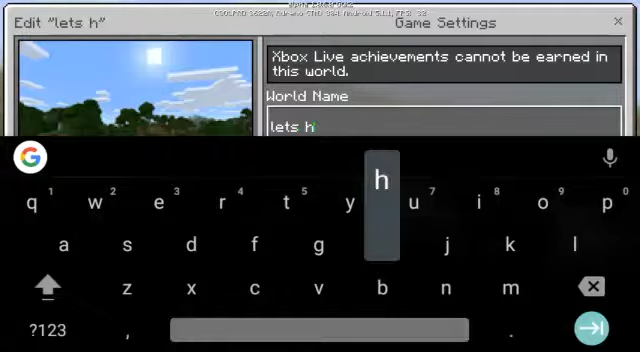 Edit "lets h"
Game Settings
×
Xbox Live achievements cannot be earned in
this world.
World Name
lets h
G
h
q 1 w 2 e 3 r 4 t 5 y u 7 i 8 o 9 p 0
a s d f g j k l
z x c v b n m
?123 , .